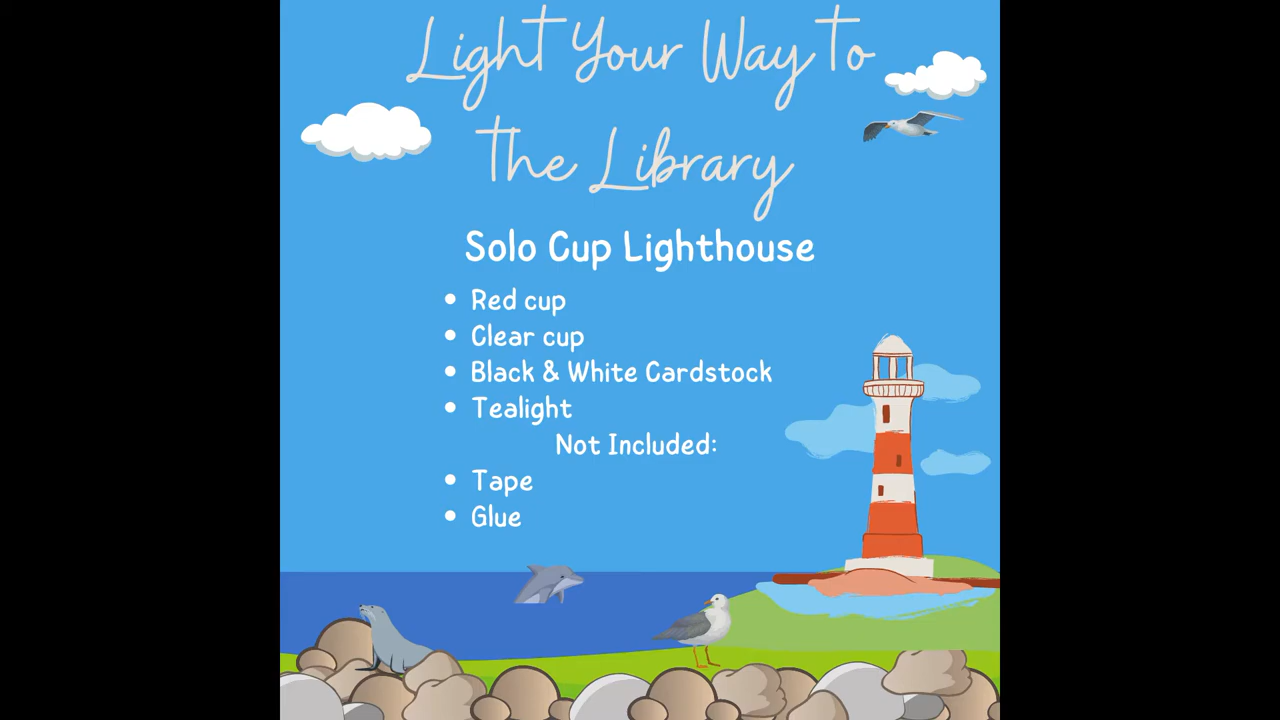 Light Your Way to
the Library
Solo Cup Lighthouse
• Red cup
• Clear cup
• Black & White Cardstock
• Tealight
Not Included:
• Tape
• Glue